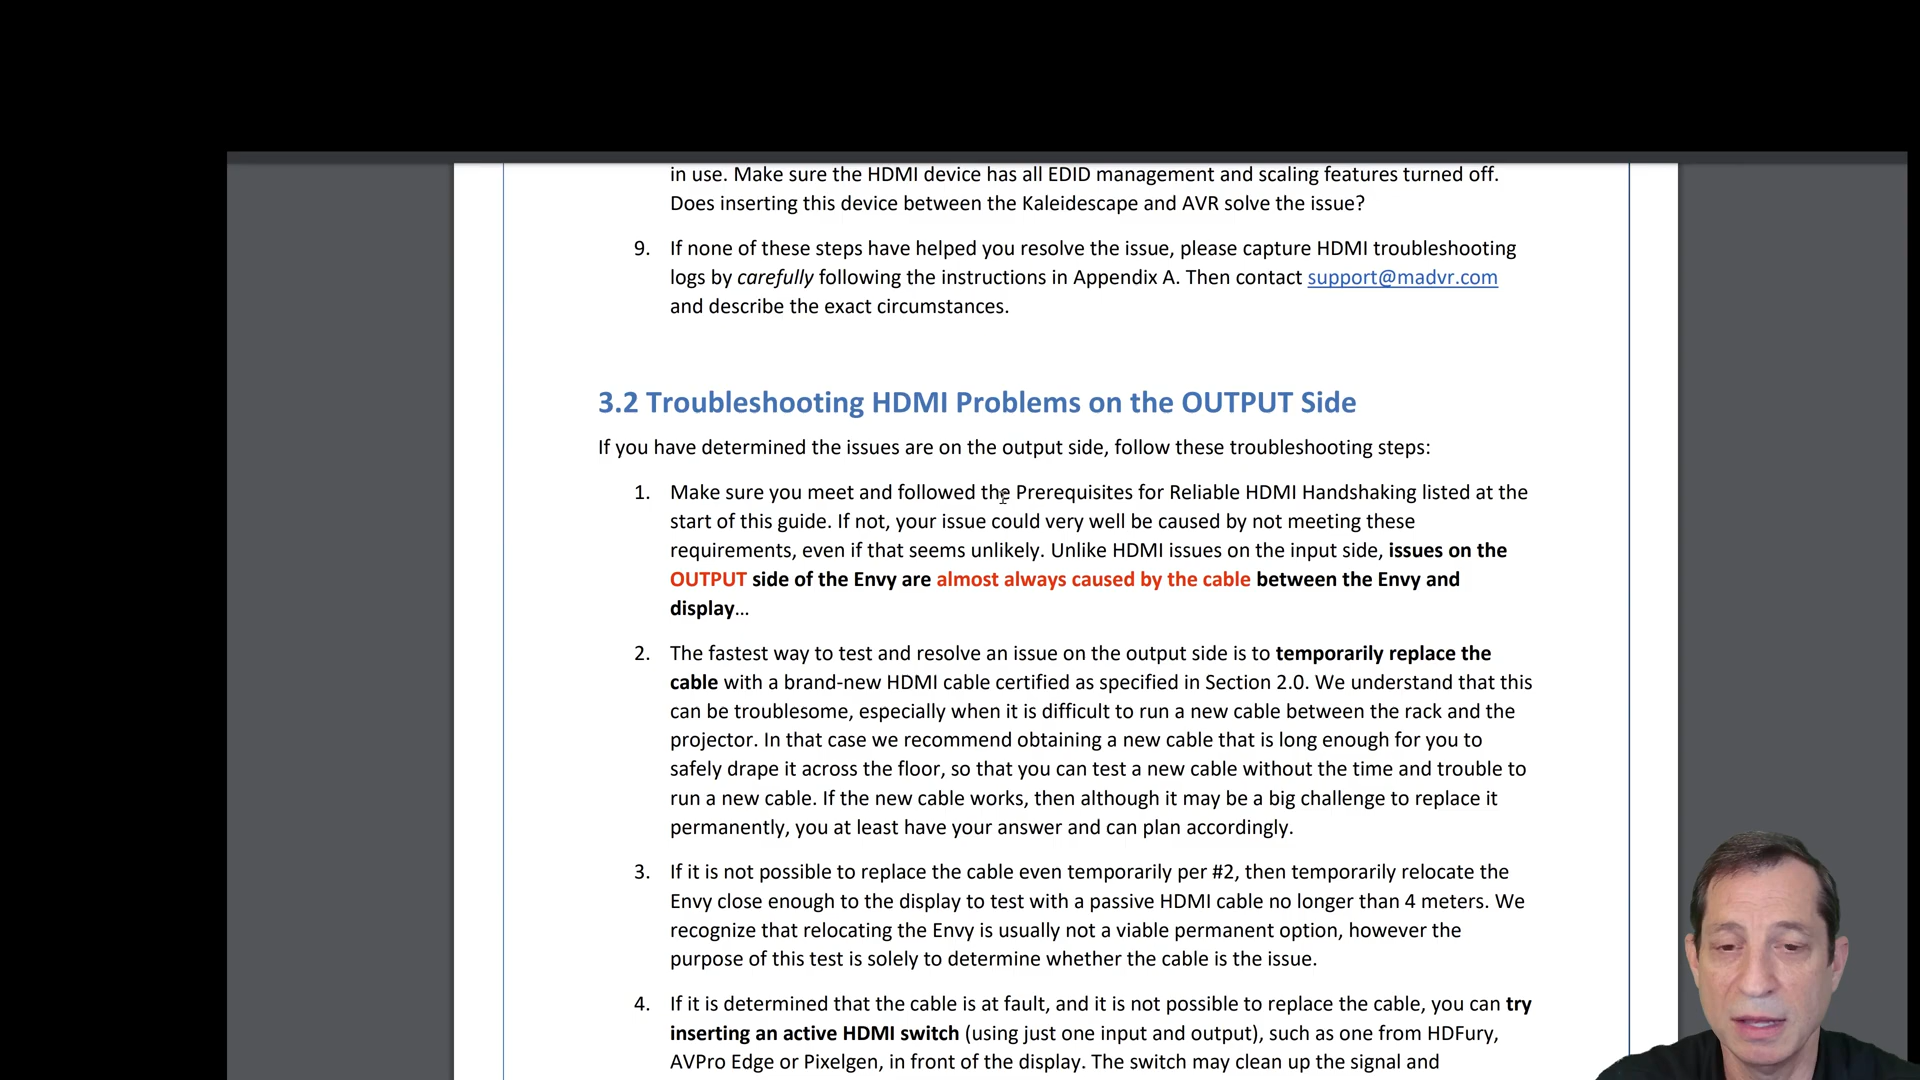 in use. Make sure the HDMI device has all EDID management and scaling features turned off.
Does inserting this device between the Kaleidescape and AVR solve the issue?
9. If none of these steps have helped you resolve the issue, please capture HDMI troubleshooting
logs by carefully following the instructions in Appendix A. Then contact support@madvr.com
and describe the exact circumstances.
3.2 Troubleshooting HDMI Problems on the OUTPUT Side
If you have determined the issues are on the output side, follow these troubleshooting steps:
1. Make sure you meet and followed the Prerequisites for Reliable HDMI Handshaking listed at the
start of this guide. If not, your issue could very well be caused by not meeting these
requirements, even if that seems unlikely. Unlike HDMI issues on the input side, issues on the
OUTPUT side of the Envy are almost always caused by the cable between the Envy and
display…
2. The fastest way to test and resolve an issue on the output side is to temporarily replace the
cable with a brand-new HDMI cable certified as specified in Section 2.0. We understand that this
can be troublesome, especially when it is difficult to run a new cable between the rack and the
projector. In that case we recommend obtaining a new cable that is long enough for you to
safely drape it across the floor, so that you can test a new cable without the time and trouble to
run a new cable. If the new cable works, then although it may be a big challenge to replace it
permanently, you at least have your answer and can plan accordingly.
3. If it is not possible to replace the cable even temporarily per #2, then temporarily relocate the
Envy close enough to the display to test with a passive HDMI cable no longer than 4 meters. We
recognize that relocating the Envy is usually not a viable permanent option, however the
purpose of this test is solely to determine whether the cable is the issue.
4. If it is determined that the cable is at fault, and it is not possible to replace the cable, you can try
inserting an active HDMI switch (using just one input and output), such as one from HDFury,
AVPro Edge or Pixelgen, in front of the display. The switch may clean up the signal and